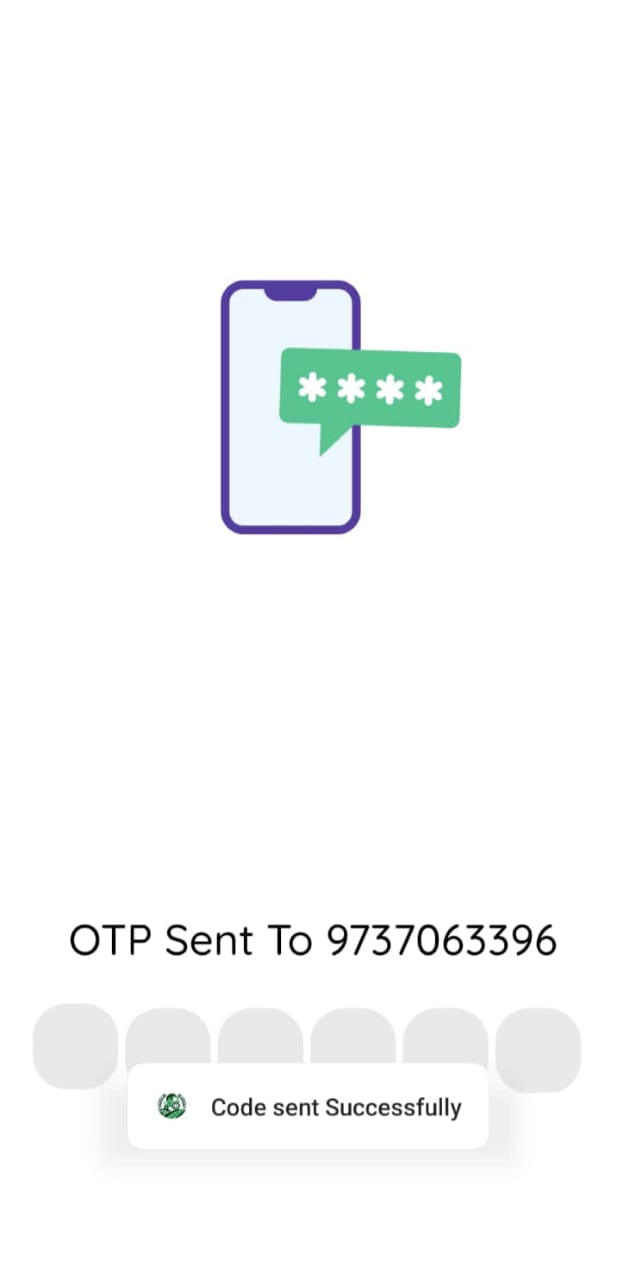 ****
OTP Sent To 9737063396
Code sent Successfully